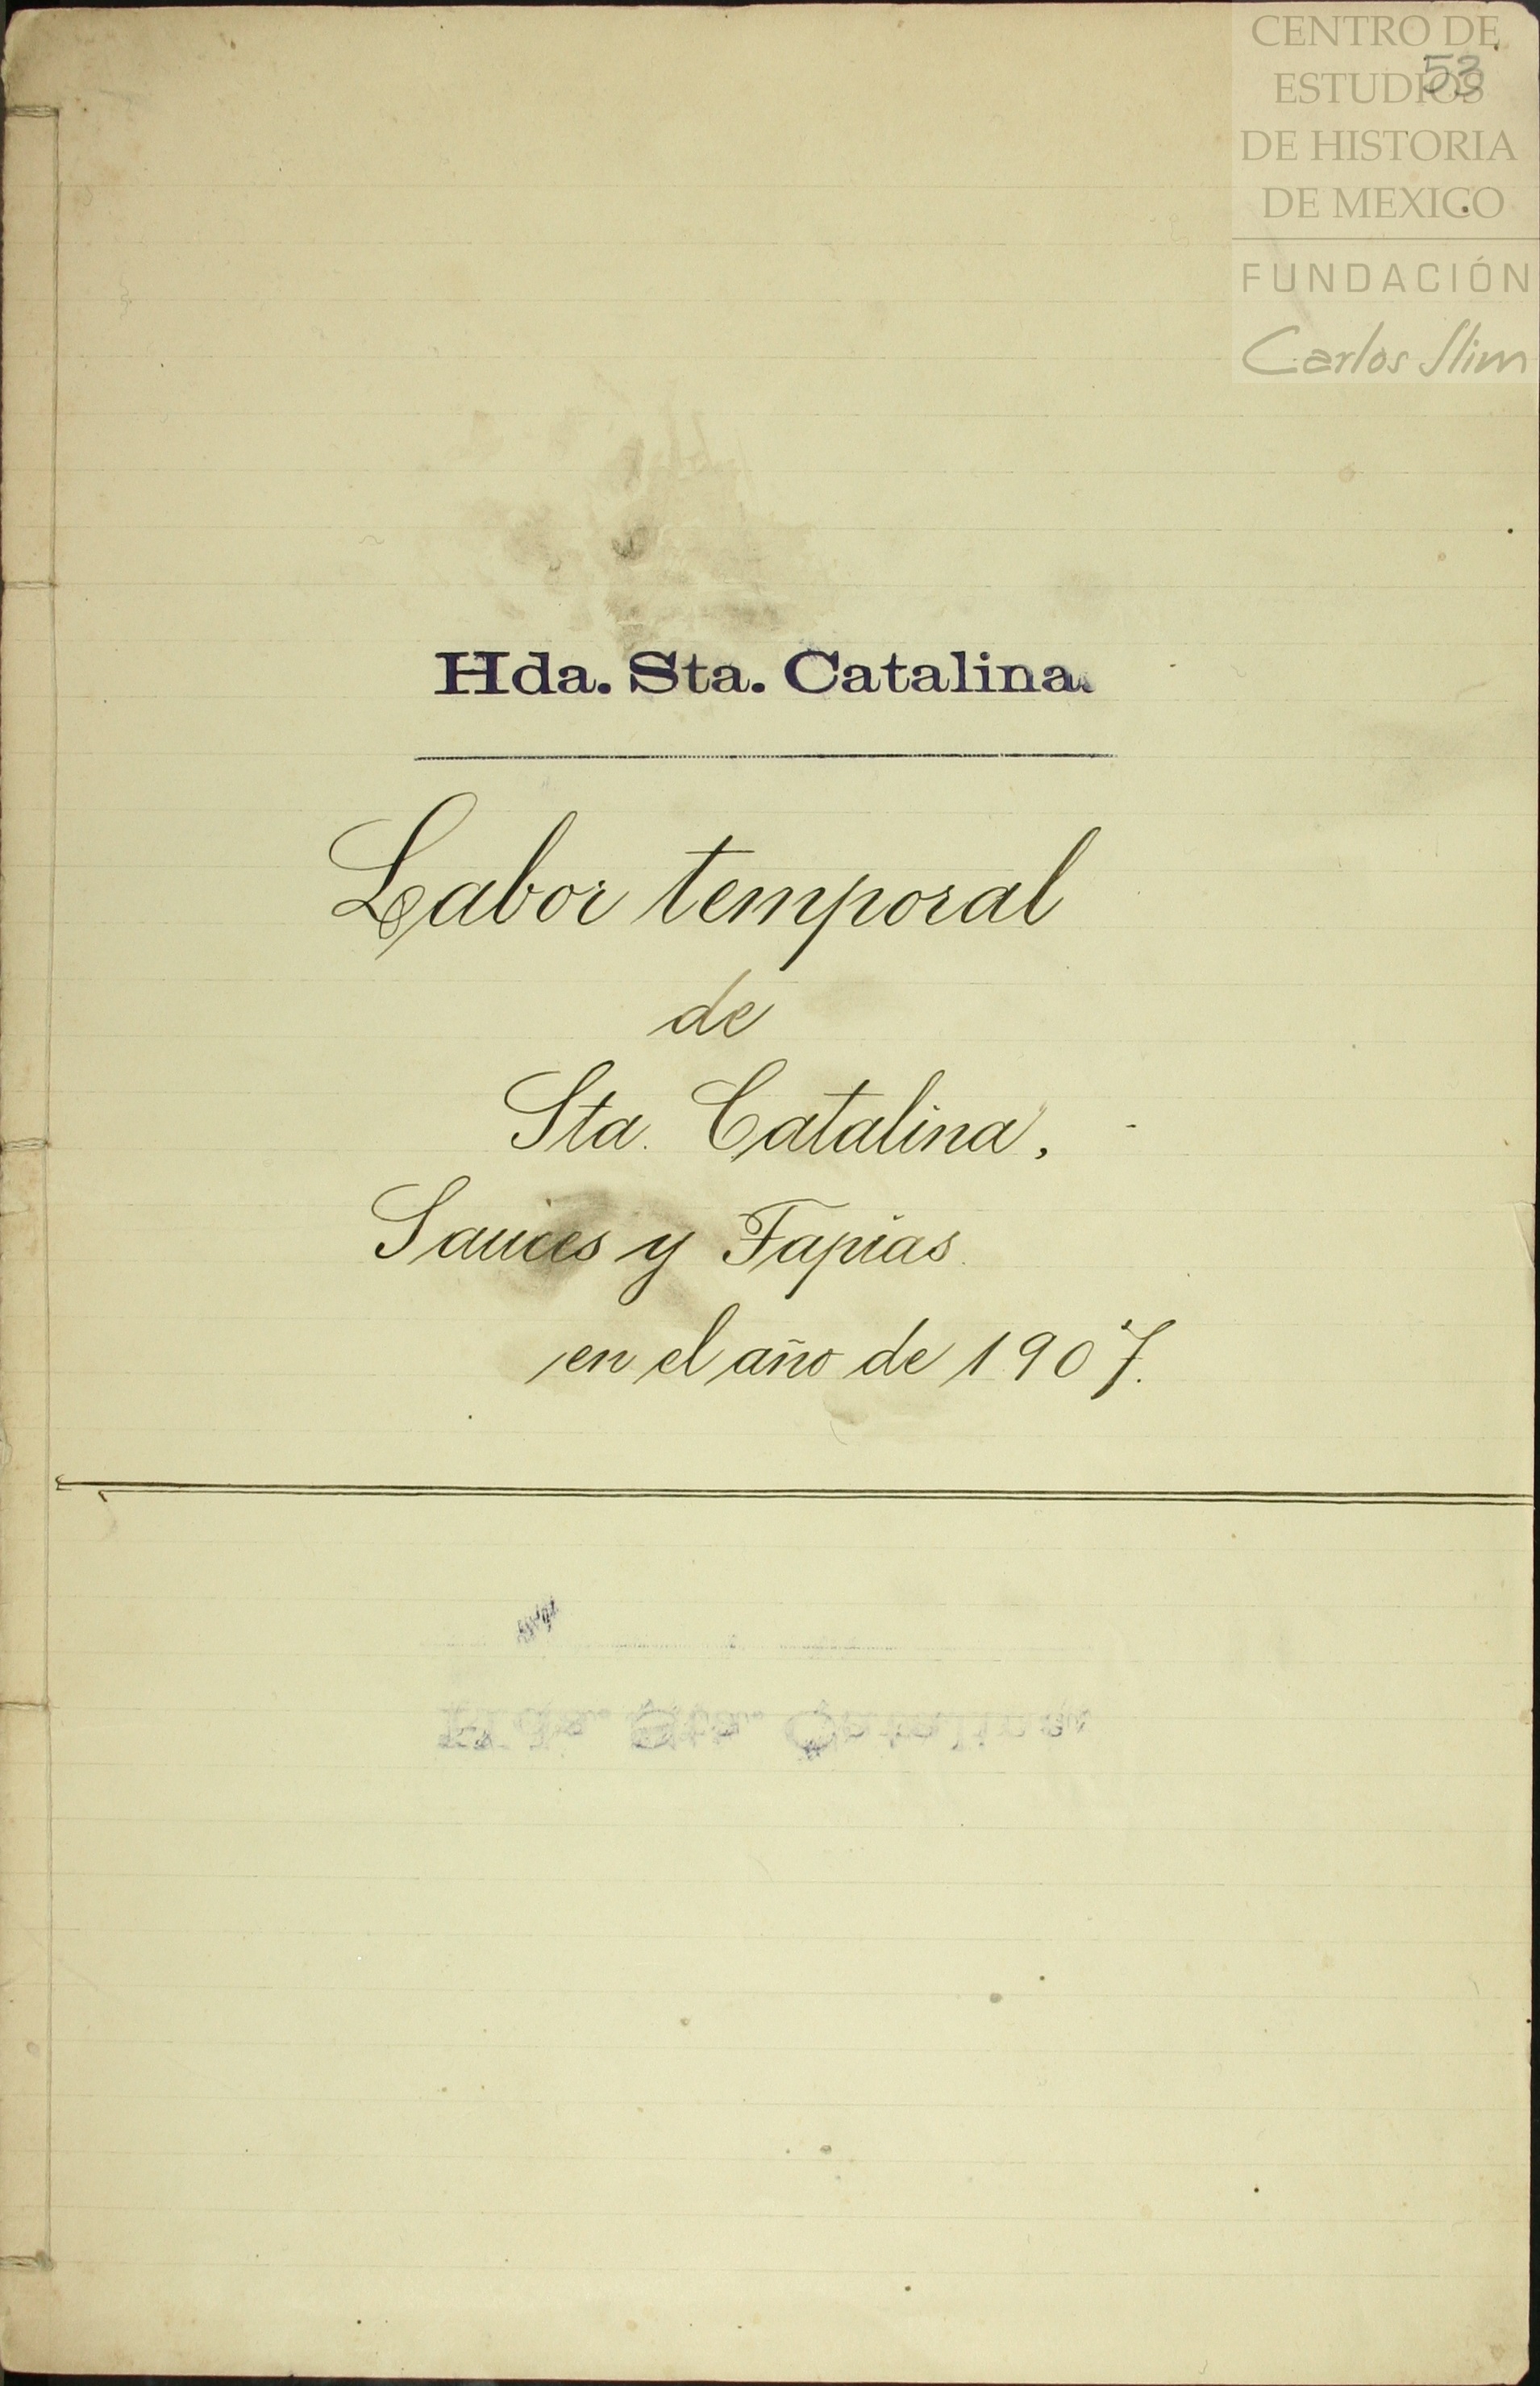 CENTRO DE
53
ESTUDIOS
DE HISTORIA
DE MEXICO
FUNDACIÓN
Carlos Slim
Hda. Sta. Catalina.
Labor temporal
de
Sta. Catalina,
Sauces y Tapias.
en el año de 1907.